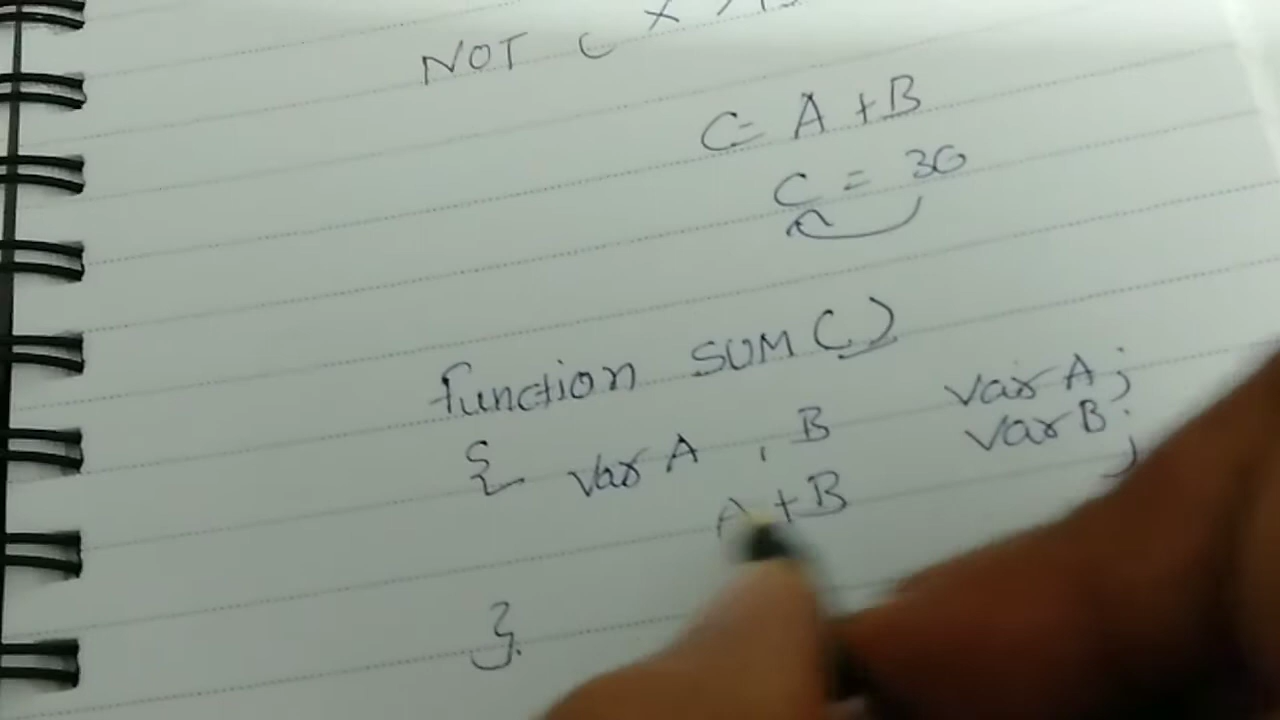 NOT C X
C= A +B
C = 30
function SUM()
{ var A , B
var A;
var B;
A+B
}